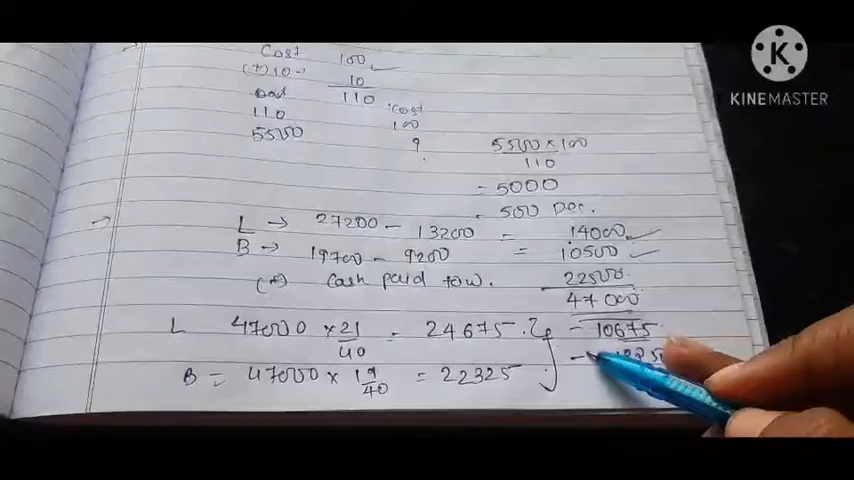 K
KINEMASTER
Cost 100
(+) 10 - 10
110
110 Cost
5500 100
?
5500 x 100
110
= 5000
500 Dec.
L → 27200 - 13200 = 14000
B → 19700 - 9200 = 10500
(+) Cash paid tow. 22500
47000
L 47000 x 21/40 = 24675 - 10675
B = 47000 x 19/40 = 22325